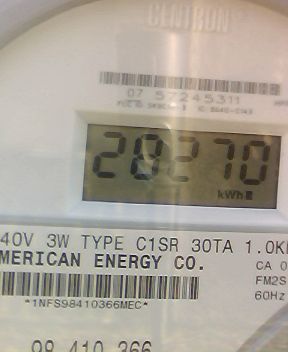 CENTRON
07 57245311
28270
kWh
40V 3W TYPE C1SR 30TA 1.0K
MERICAN ENERGY CO.
CA 0
FM2S
60Hz
*1NFS98410366MEC*
98 410 366